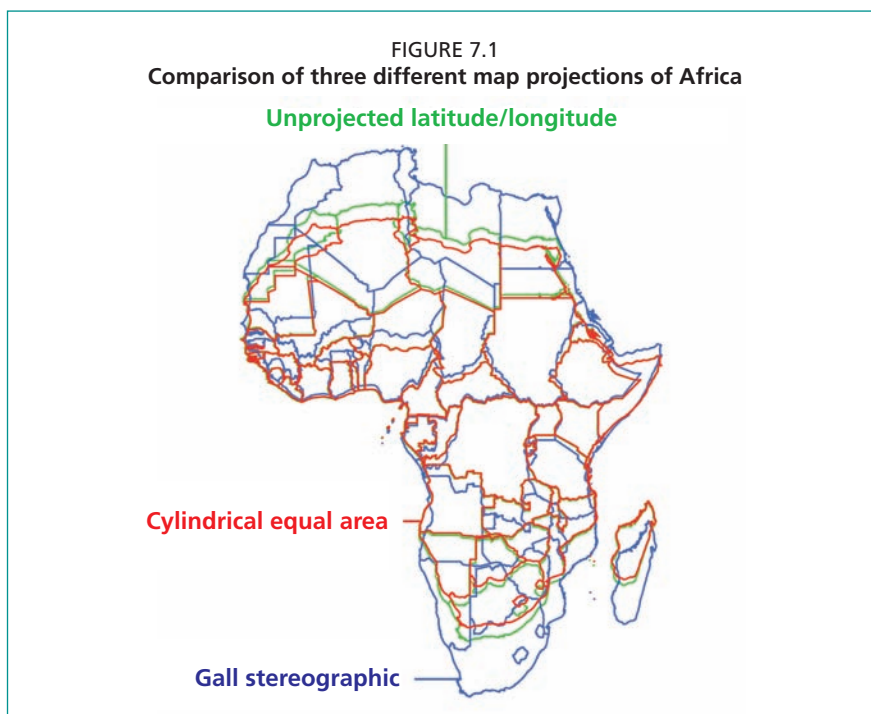 FIGURE 7.1
Comparison of three different map projections of Africa
Unprojected latitude/longitude
Cylindrical equal area
Gall stereographic